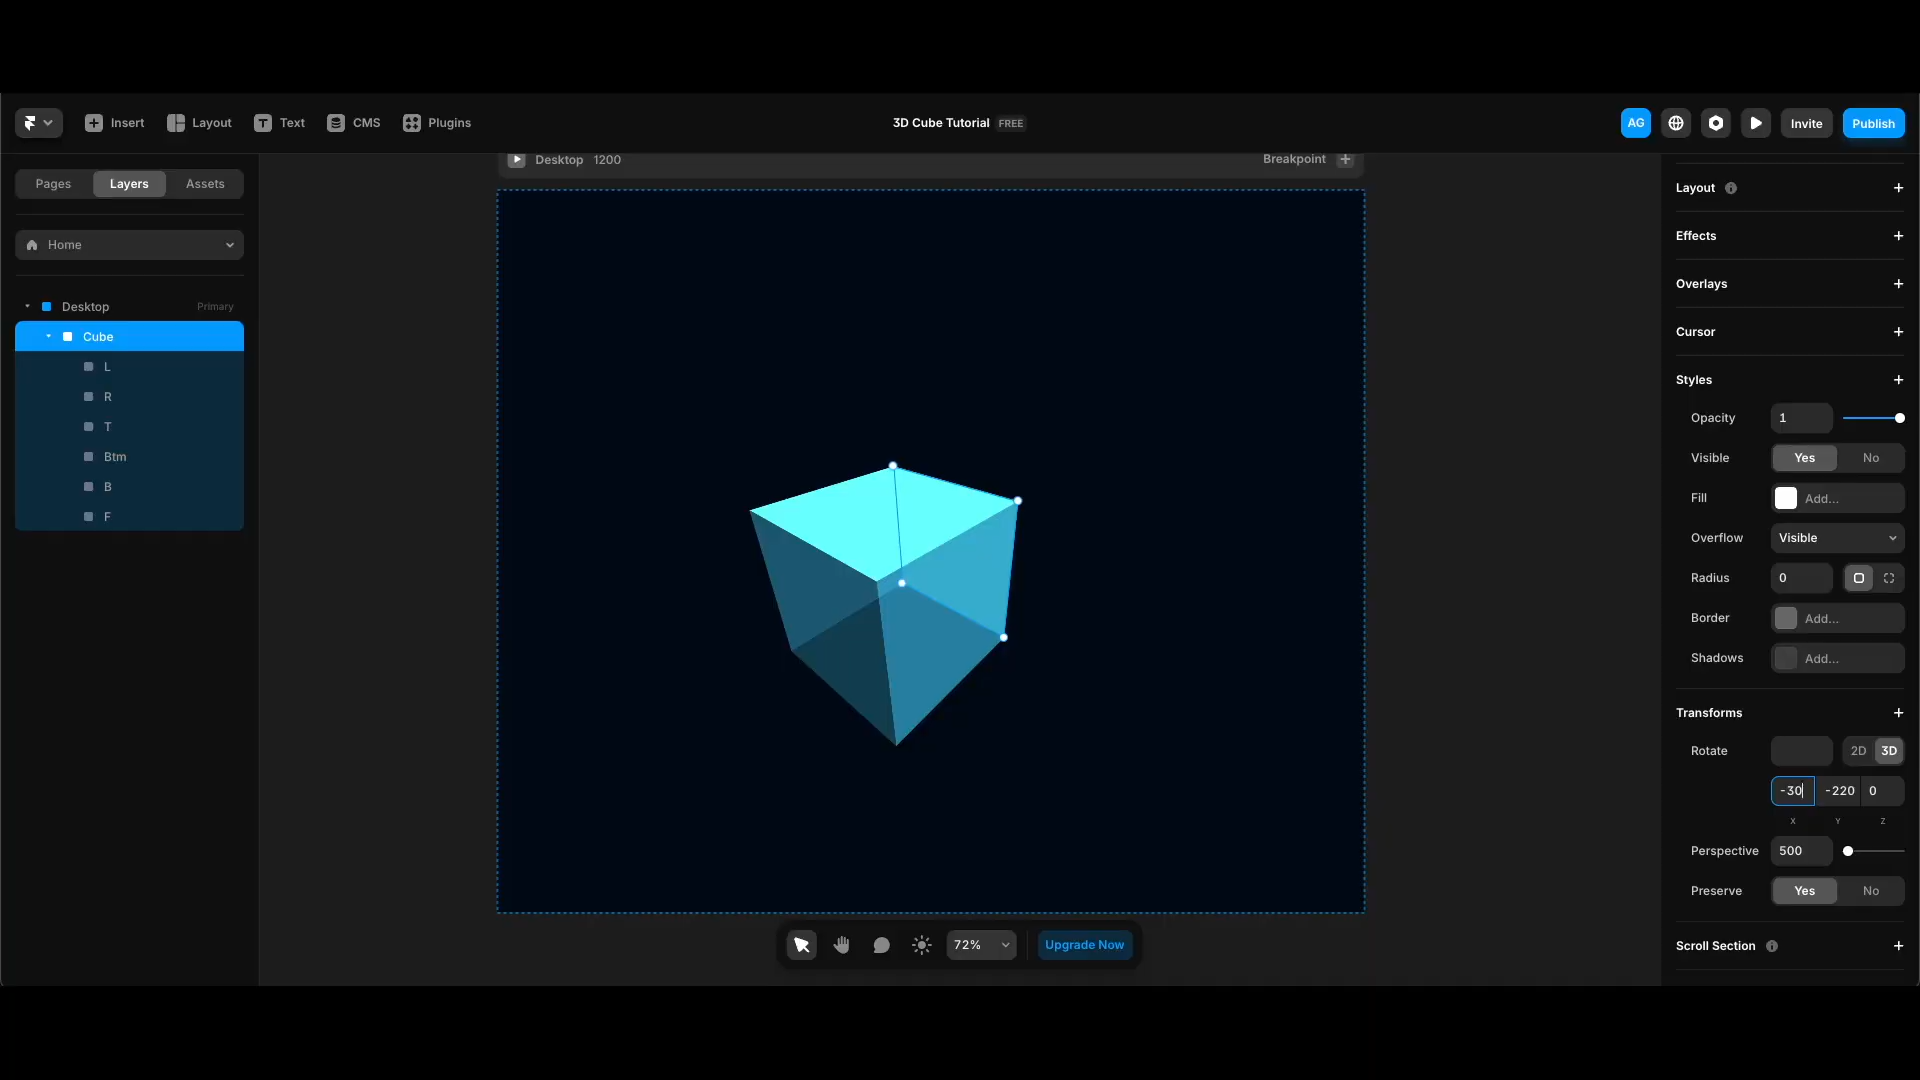 Insert
Layout
Text
CMS
Plugins
3D Cube Tutorial FREE
AG
Invite
Publish
Pages
Layers
Assets
Home
Desktop Primary
Cube
L
R
T
Btm
B
F
Desktop 1200
Breakpoint
72%
Upgrade Now
Layout
Effects
Overlays
Cursor
Styles
Opacity 1
Visible Yes No
Fill Add...
Overflow Visible
Radius 0
Border Add...
Shadows Add...
Transforms
Rotate 2D 3D
-30 -220 0
X Y Z
Perspective 500
Preserve Yes No
Scroll Section